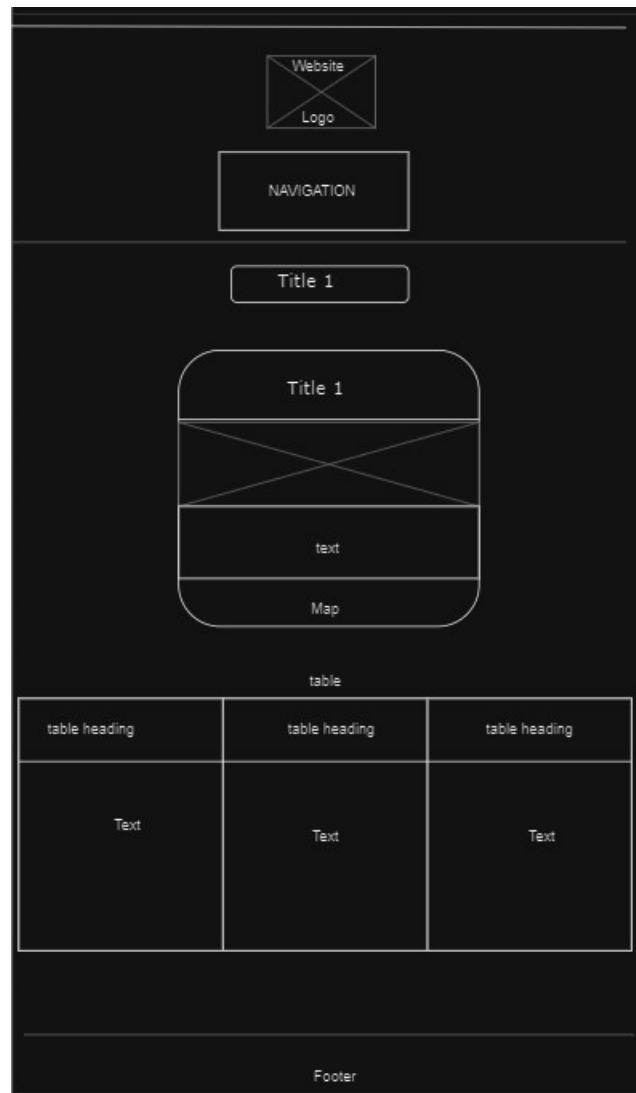 Website
Logo
NAVIGATION
Title 1
Title 1
text
Map
table
table heading table heading table heading
Text Text Text
Footer